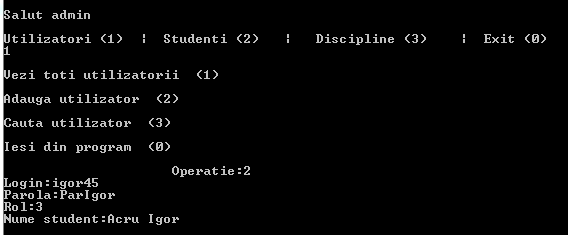 Salut admin
Utilizatori (1)  |  Studenti (2)   |   Discipline (3)   |  Exit (0)
1
Vezi toti utilizatorii  (1)
Adauga utilizator  (2)
Cauta utilizator  (3)
Iesi din program  (0)
Operatie:2
Login:igor45
Parola:ParIgor
Rol:3
Nume student:Acru Igor